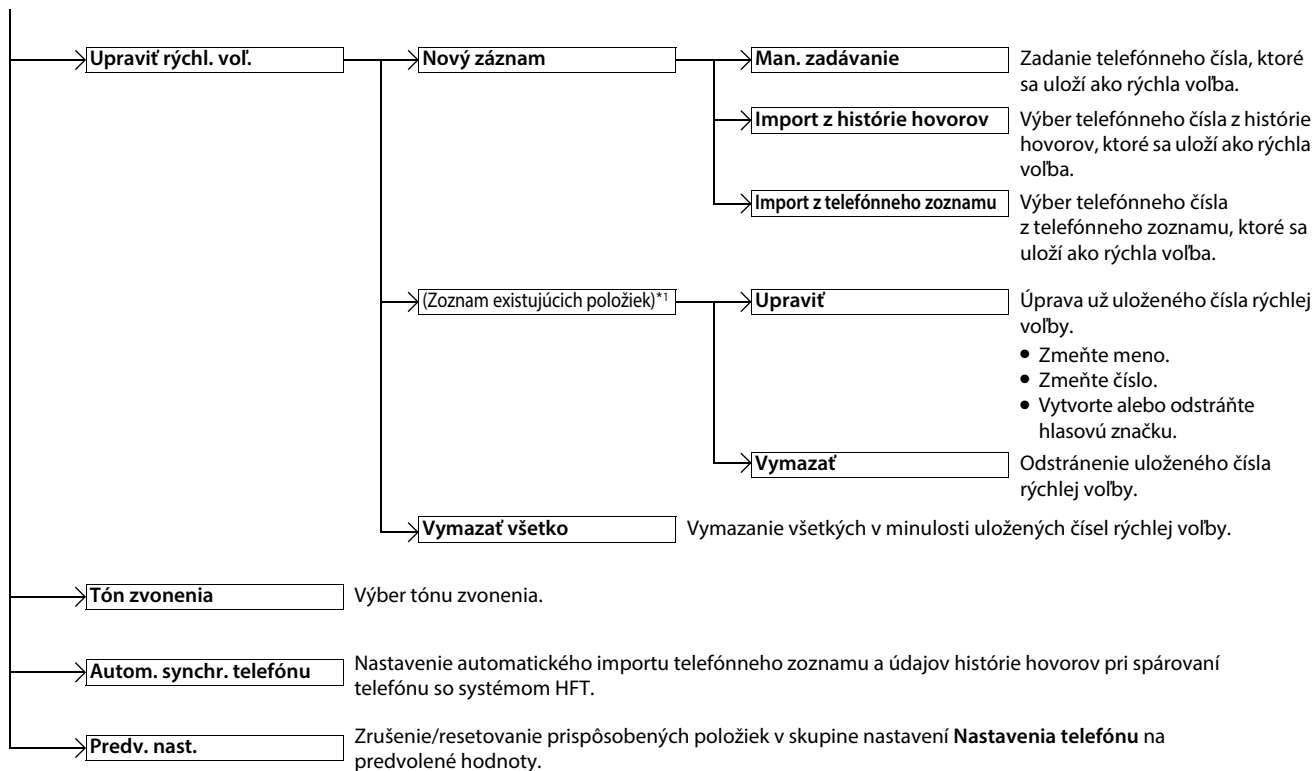 Upraviť rýchl. voľ.
Nový záznam
Man. zadávanie
Zadanie telefónneho čísla, ktoré
sa uloží ako rýchla voľba.
Import z histórie hovorov
Výber telefónneho čísla z histórie
hovorov, ktoré sa uloží ako rýchla
voľba.
Import z telefónneho zoznamu
Výber telefónneho čísla
z telefónneho zoznamu, ktoré sa
uloží ako rýchla voľba.
(Zoznam existujúcich položiek)*1
Upraviť
Úprava už uloženého čísla rýchlej
voľby.
● Zmeňte meno.
● Zmeňte číslo.
● Vytvorte alebo odstráňte
hlasovú značku.
Vymazať
Odstránenie uloženého čísla
rýchlej voľby.
Vymazať všetko
Vymazanie všetkých v minulosti uložených čísel rýchlej voľby.
Tón zvonenia
Výber tónu zvonenia.
Autom. synchr. telefónu
Nastavenie automatického importu telefónneho zoznamu a údajov histórie hovorov pri spárovaní
telefónu so systémom HFT.
Predv. nast.
Zrušenie/resetovanie prispôsobených položiek v skupine nastavení Nastavenia telefónu na
predvolené hodnoty.